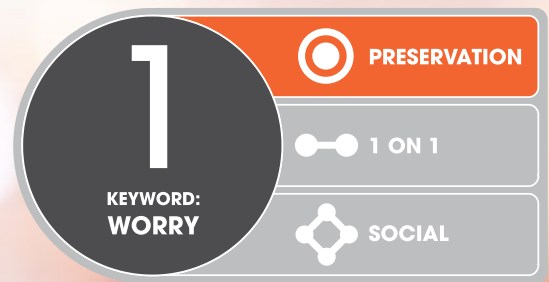 1
KEYWORD:
WORRY
PRESERVATION
1 ON 1
SOCIAL